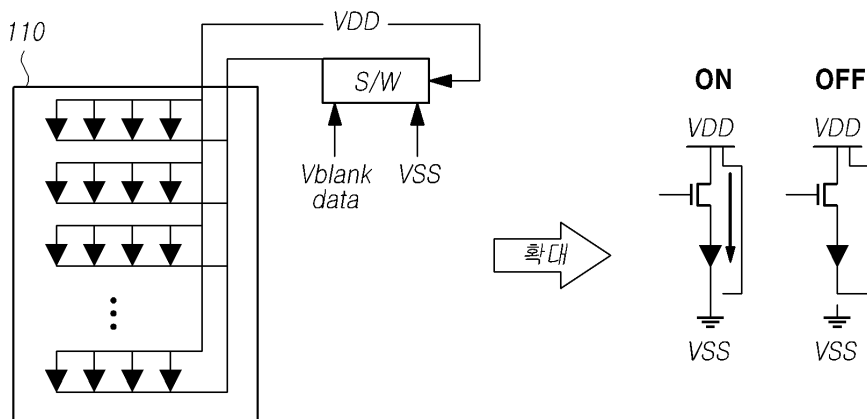 110
VDD
S/W
Vblank
data
VSS
확대
ON
OFF
VDD
VDD
VSS
VSS